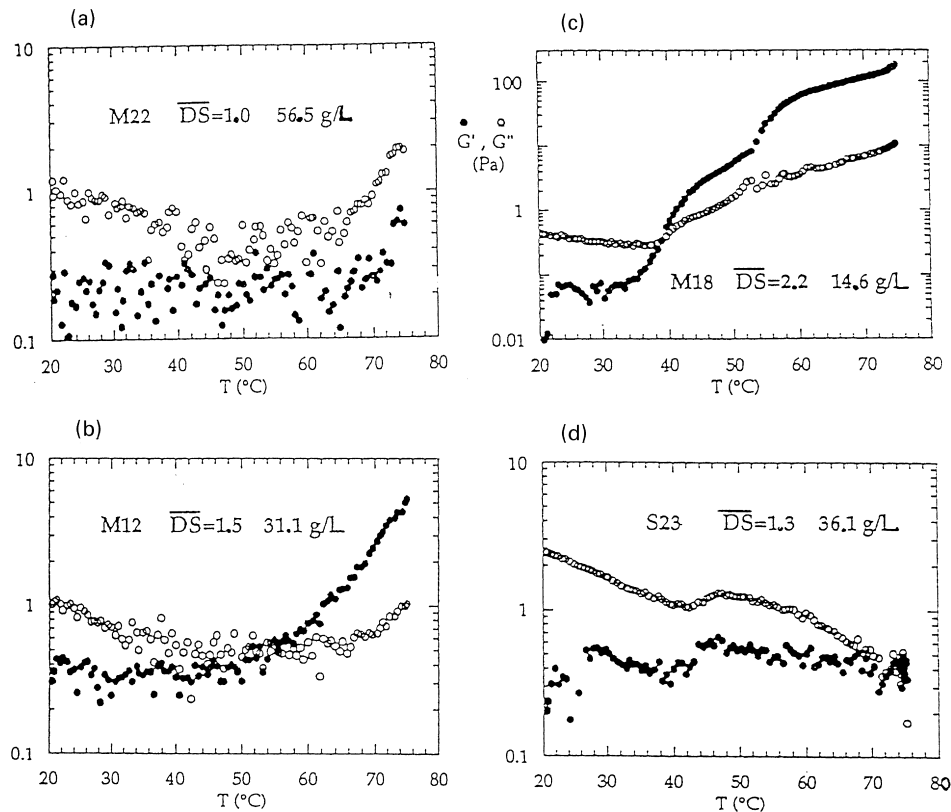 (a)
10
1
0.1
M22 DS=1.0 56.5 g/L
20 30 40 50 60 70 80
T (°C)
(c)
100
G' , G"
(Pa)
1
0.01
M18 DS=2.2 14.6 g/L
20 30 40 50 60 70 80
T (°C)
(b)
10
1
0.1
M12 DS=1.5 31.1 g/L
20 30 40 50 60 70 80
T (°C)
(d)
10
1
0.1
S23 DS=1.3 36.1 g/L
20 30 40 50 60 70 80
T (°C)